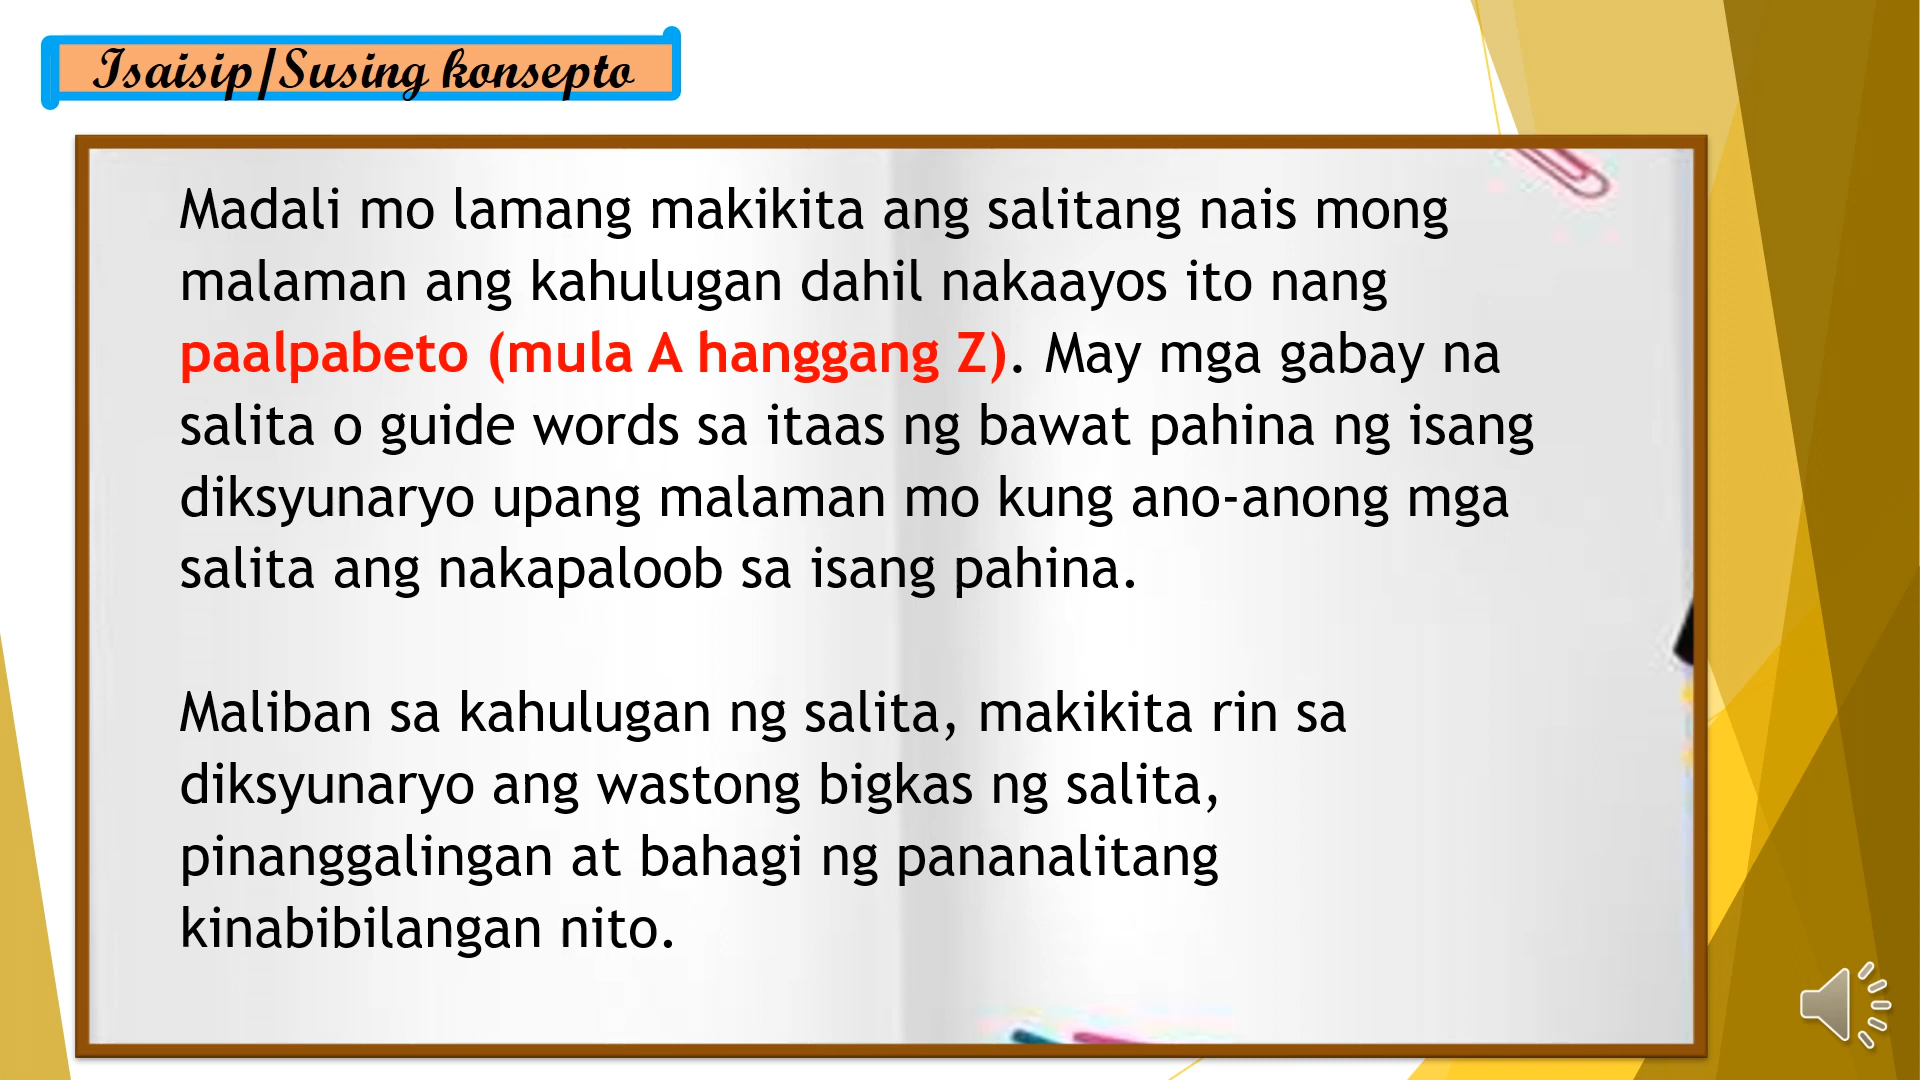 Isaisip/Susing konsepto
Madali mo lamang makikita ang salitang nais mong
malaman ang kahulugan dahil nakaayos ito nang
paalpabeto (mula A hanggang Z). May mga gabay na
salita o guide words sa itaas ng bawat pahina ng isang
diksyunaryo upang malaman mo kung ano-anong mga
salita ang nakapaloob sa isang pahina.
Maliban sa kahulugan ng salita, makikita rin sa
diksyunaryo ang wastong bigkas ng salita,
pinanggalingan at bahagi ng pananalitang
kinabibilangan nito.